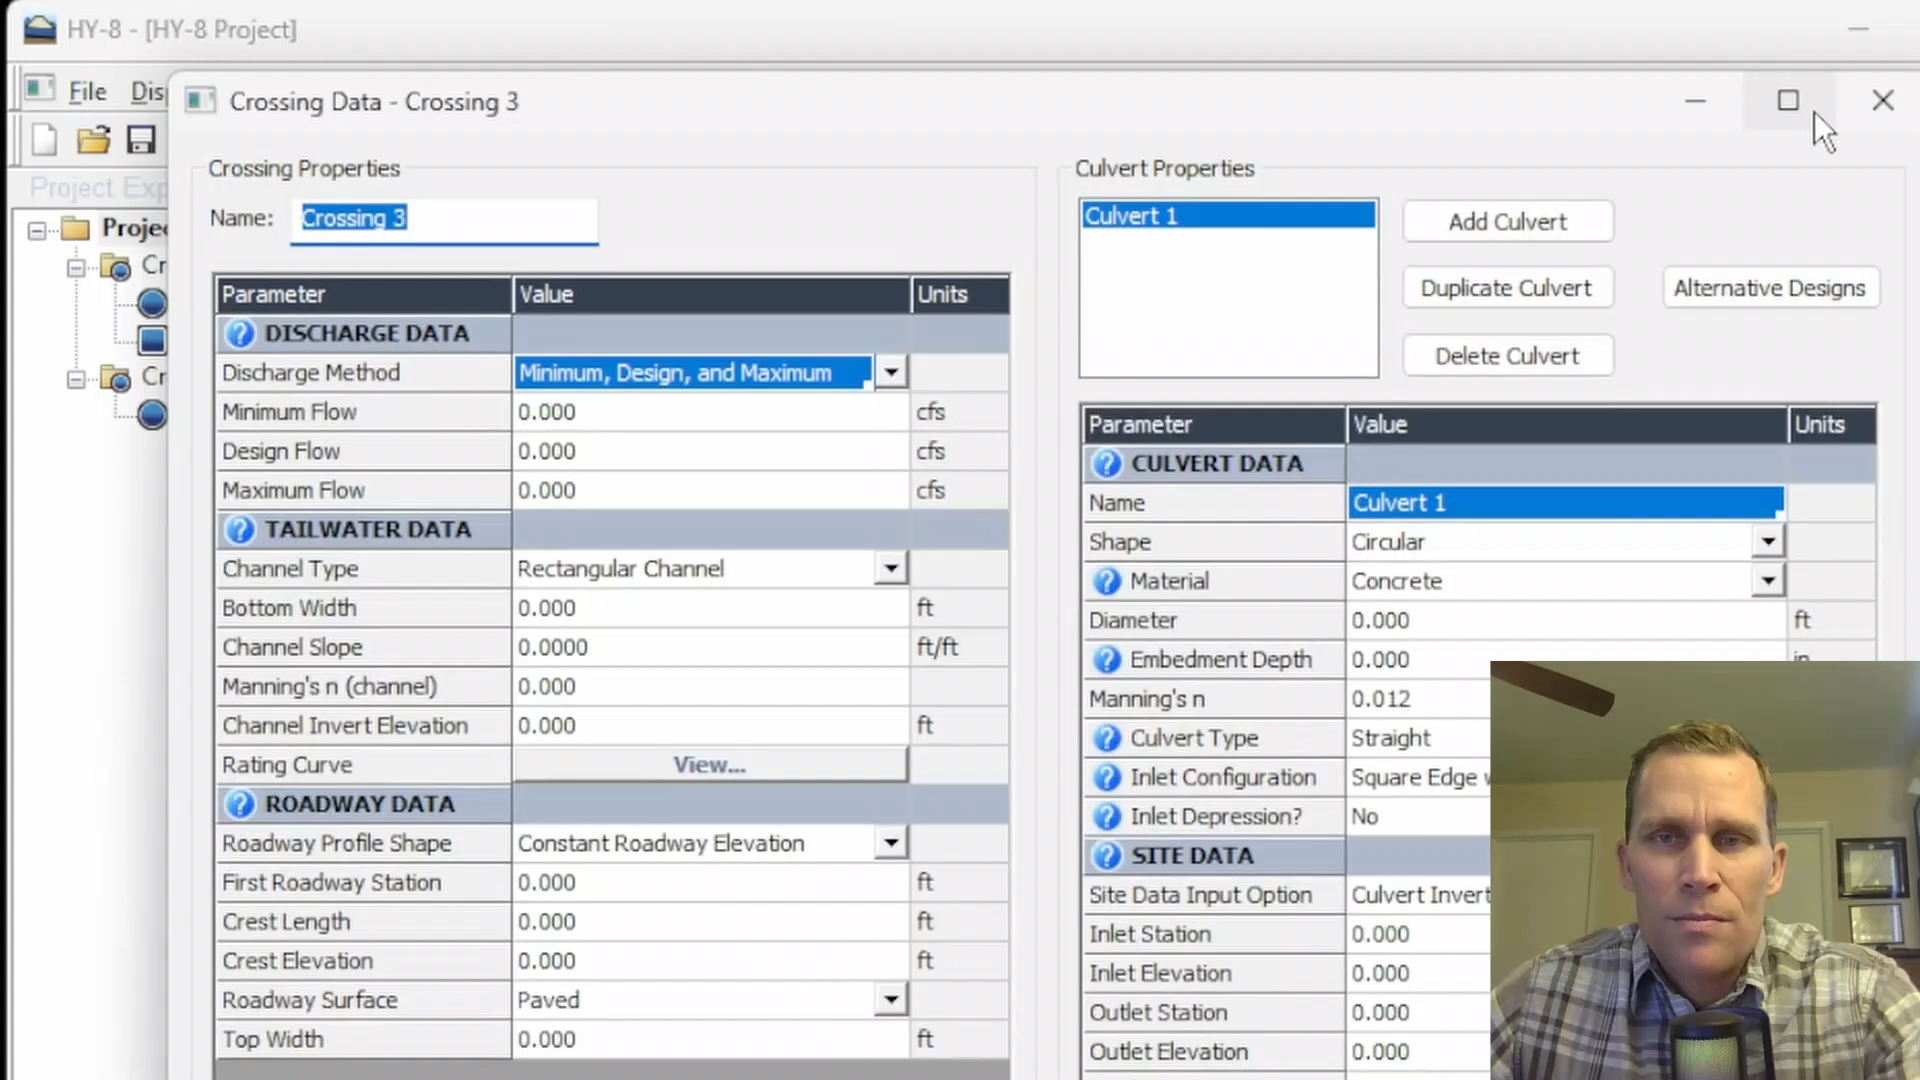 HY-8 - [HY-8 Project]
File
Crossing Data - Crossing 3
Crossing Properties
Name: Crossing 3
Parameter Value Units
DISCHARGE DATA
Discharge Method Minimum, Design, and Maximum
Minimum Flow 0.000 cfs
Design Flow 0.000 cfs
Maximum Flow 0.000 cfs
TAILWATER DATA
Channel Type Rectangular Channel
Bottom Width 0.000 ft
Channel Slope 0.0000 ft/ft
Manning's n (channel) 0.000
Channel Invert Elevation 0.000 ft
Rating Curve View...
ROADWAY DATA
Roadway Profile Shape Constant Roadway Elevation
First Roadway Station 0.000 ft
Crest Length 0.000 ft
Crest Elevation 0.000 ft
Roadway Surface Paved
Top Width 0.000 ft
Culvert Properties
Culvert 1
Add Culvert
Duplicate Culvert
Alternative Designs
Delete Culvert
Parameter Value Units
CULVERT DATA
Name Culvert 1
Shape Circular
Material Concrete
Diameter 0.000 ft
Embedment Depth 0.000 in
Manning's n 0.012
Culvert Type Straight
Inlet Configuration Square Edge
Inlet Depression? No
SITE DATA
Site Data Input Option Culvert Invert
Inlet Station 0.000
Inlet Elevation 0.000
Outlet Station 0.000
Outlet Elevation 0.000
Project